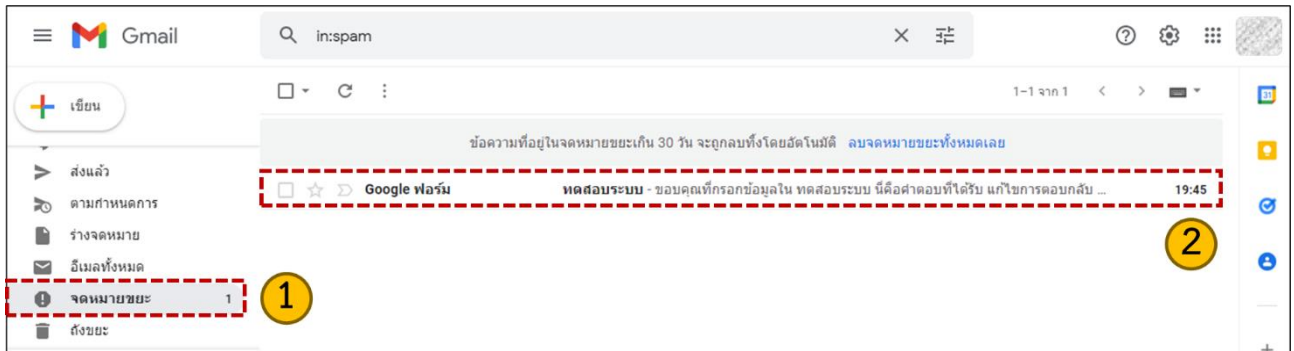 Gmail
in:spam
เขียน
1-1 จาก 1
31
ข้อความที่อยู่ในจดหมายขยะเกิน 30 วัน จะถูกลบทิ้งโดยอัตโนมัติ ลบจดหมายขยะทั้งหมดเลย
ส่งแล้ว
Google ฟอร์ม ทดสอบระบบ - ขอบคุณที่กรอกข้อมูลใน ทดสอบระบบ นี่คือคำตอบที่ได้รับ แก้ไขการตอบกลับ ... 19:45
ตามกำหนดการ
ร่างจดหมาย
2
อีเมลทั้งหมด
จดหมายขยะ 1
1
ถังขยะ